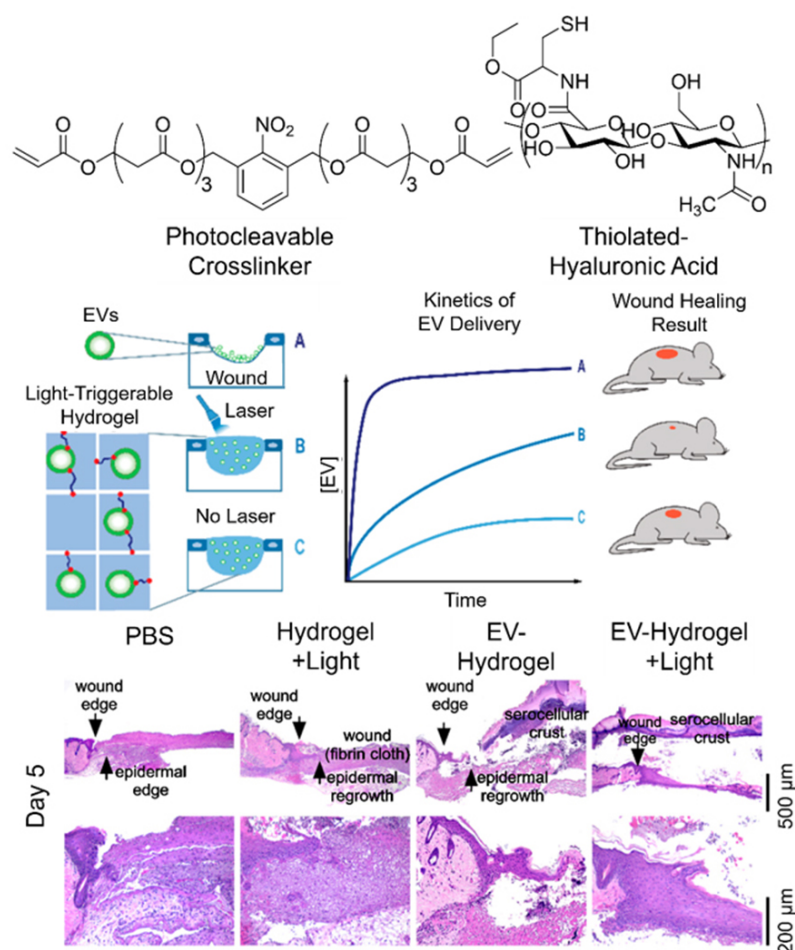 SH
O
O
NH
O
OH
O
O
HO
HO
O
O
OH
NH
n
H₃C
O
O
O
O
O
3
NO₂
O
O
3
O
O
Photocleavable
Crosslinker
Thiolated-
Hyaluronic Acid
Kinetics of
EV Delivery
Wound Healing
Result
EVs
A
Wound
Light-Triggerable
Hydrogel
Laser
B
No Laser
C
[EV]
A
B
C
Time
PBS
Hydrogel
+Light
EV-
Hydrogel
EV-Hydrogel
+Light
Day 5
wound
edge
epidermal
edge
wound
edge
wound
(fibrin cloth)
epidermal
regrowth
wound
edge
serocellular
crust
epidermal
regrowth
wound
edge
serocellular
crust
500 µm
200 µm